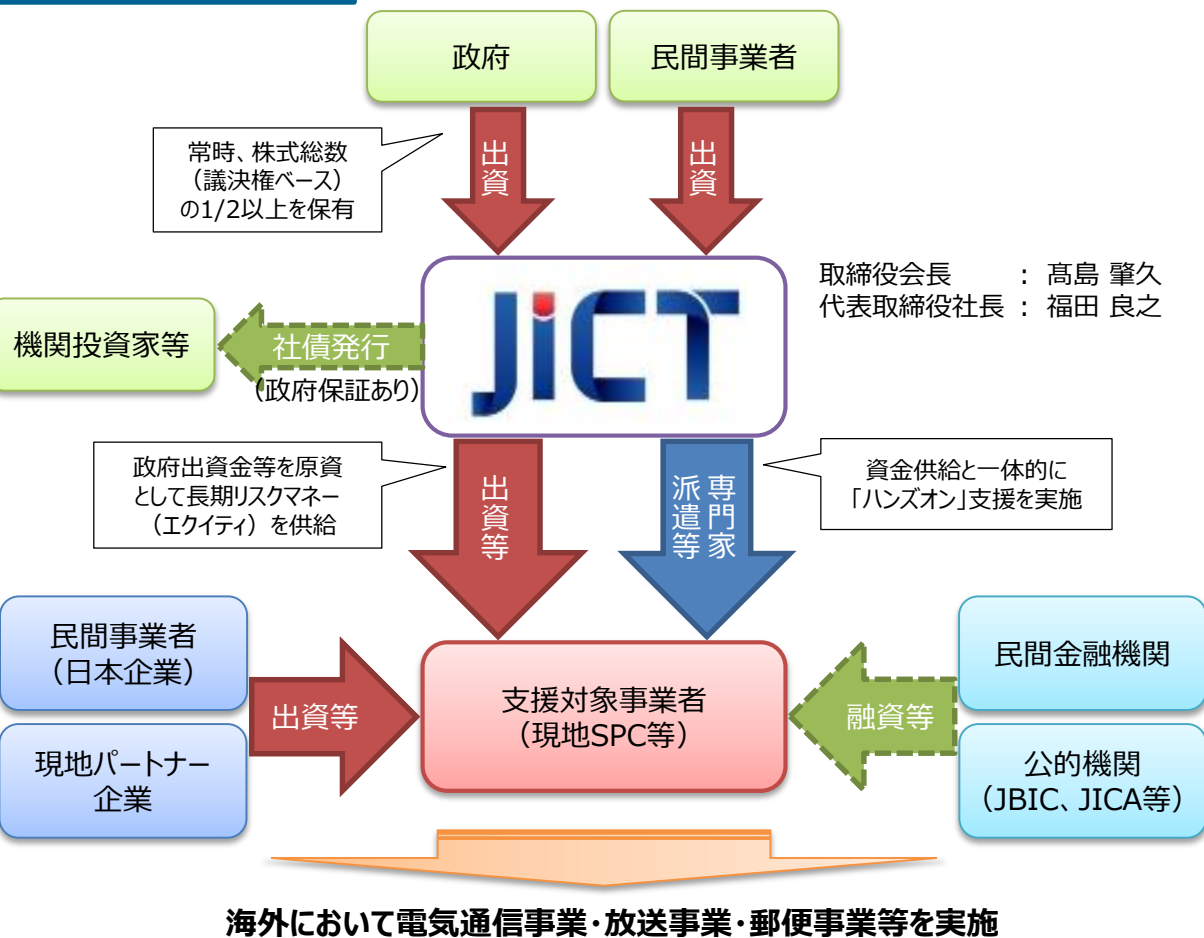 政府
民間事業者
出資
出資
常時、株式総数
（議決権ベース）
の1/2以上を保有
JiCT
取締役会長　　： 髙島 肇久
代表取締役社長 ： 福田 良之
機関投資家等
社債発行
（政府保証あり）
政府出資金等を原資
として長期リスクマネー
（エクイティ）を供給
出資等
専門家
派遣等
資金供給と一体的に
「ハンズオン」支援を実施
民間事業者
（日本企業）
現地パートナー
企業
出資等
支援対象事業者
（現地SPC等）
融資等
民間金融機関
公的機関
（JBIC、JICA等）
海外において電気通信事業・放送事業・郵便事業等を実施